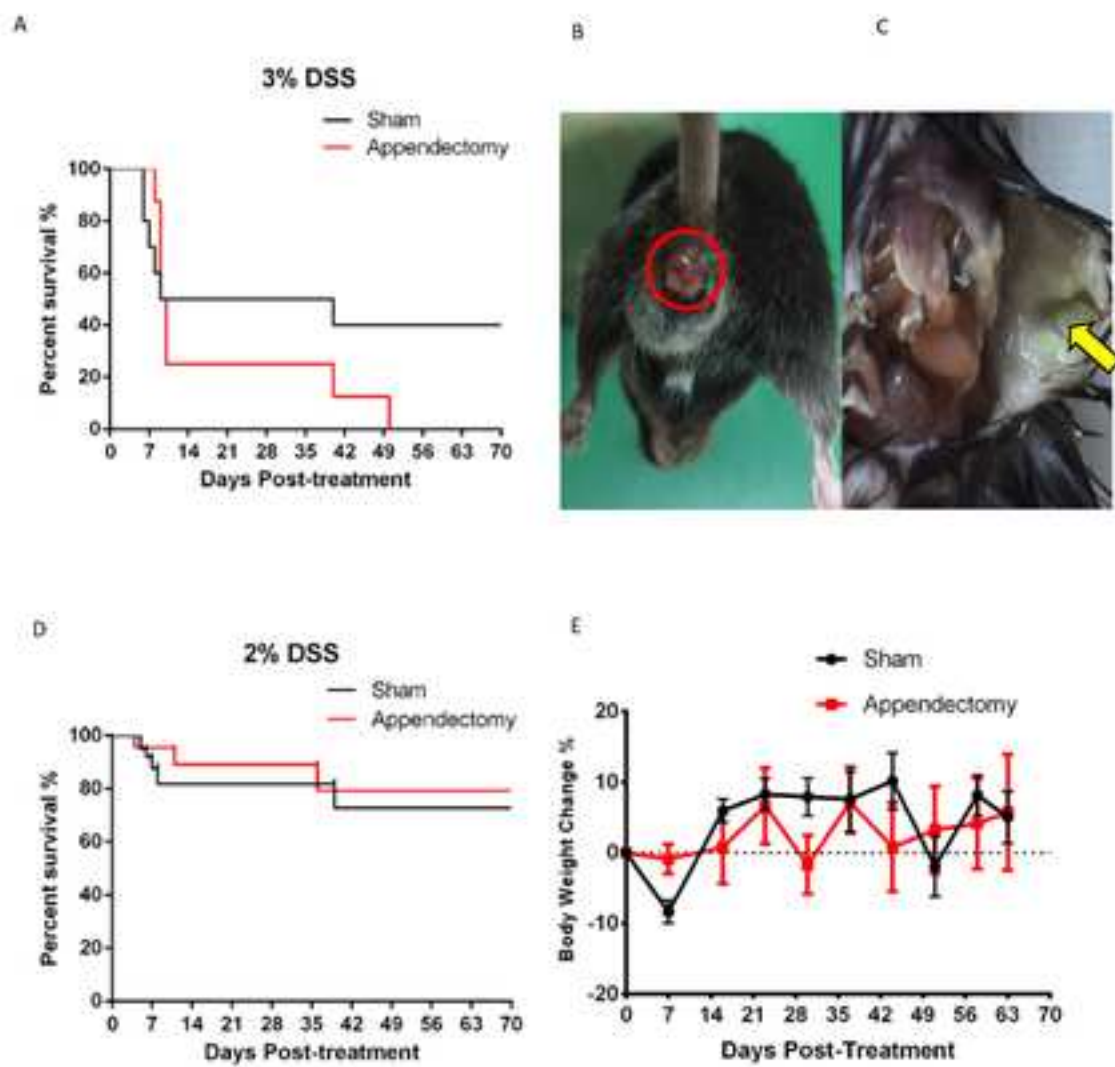 A
3% DSS
Sham
Appendectomy
Percent survival %
100
80
60
40
20
0
0 7 14 21 28 35 42 49 56 63 70
Days Post-treatment
B
C
D
2% DSS
Sham
Appendectomy
Percent survival %
100
80
60
40
20
0
0 7 14 21 28 35 42 49 56 63 70
Days Post-treatment
E
Sham
Appendectomy
Body Weight Change %
20
10
0
-10
-20
0 7 14 21 28 35 42 49 56 63 70
Days Post-Treatment